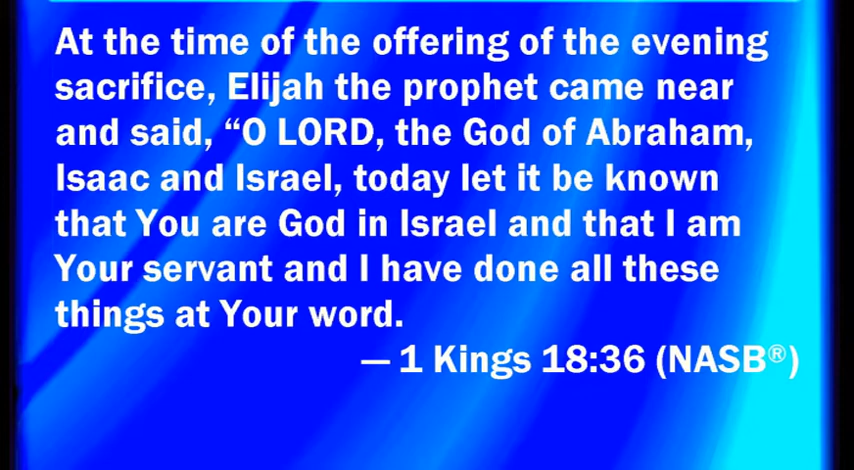 At the time of the offering of the evening
sacrifice, Elijah the prophet came near
and said, “O LORD, the God of Abraham,
Isaac and Israel, today let it be known
that You are God in Israel and that I am
Your servant and I have done all these
things at Your word.
— 1 Kings 18:36 (NASB®)